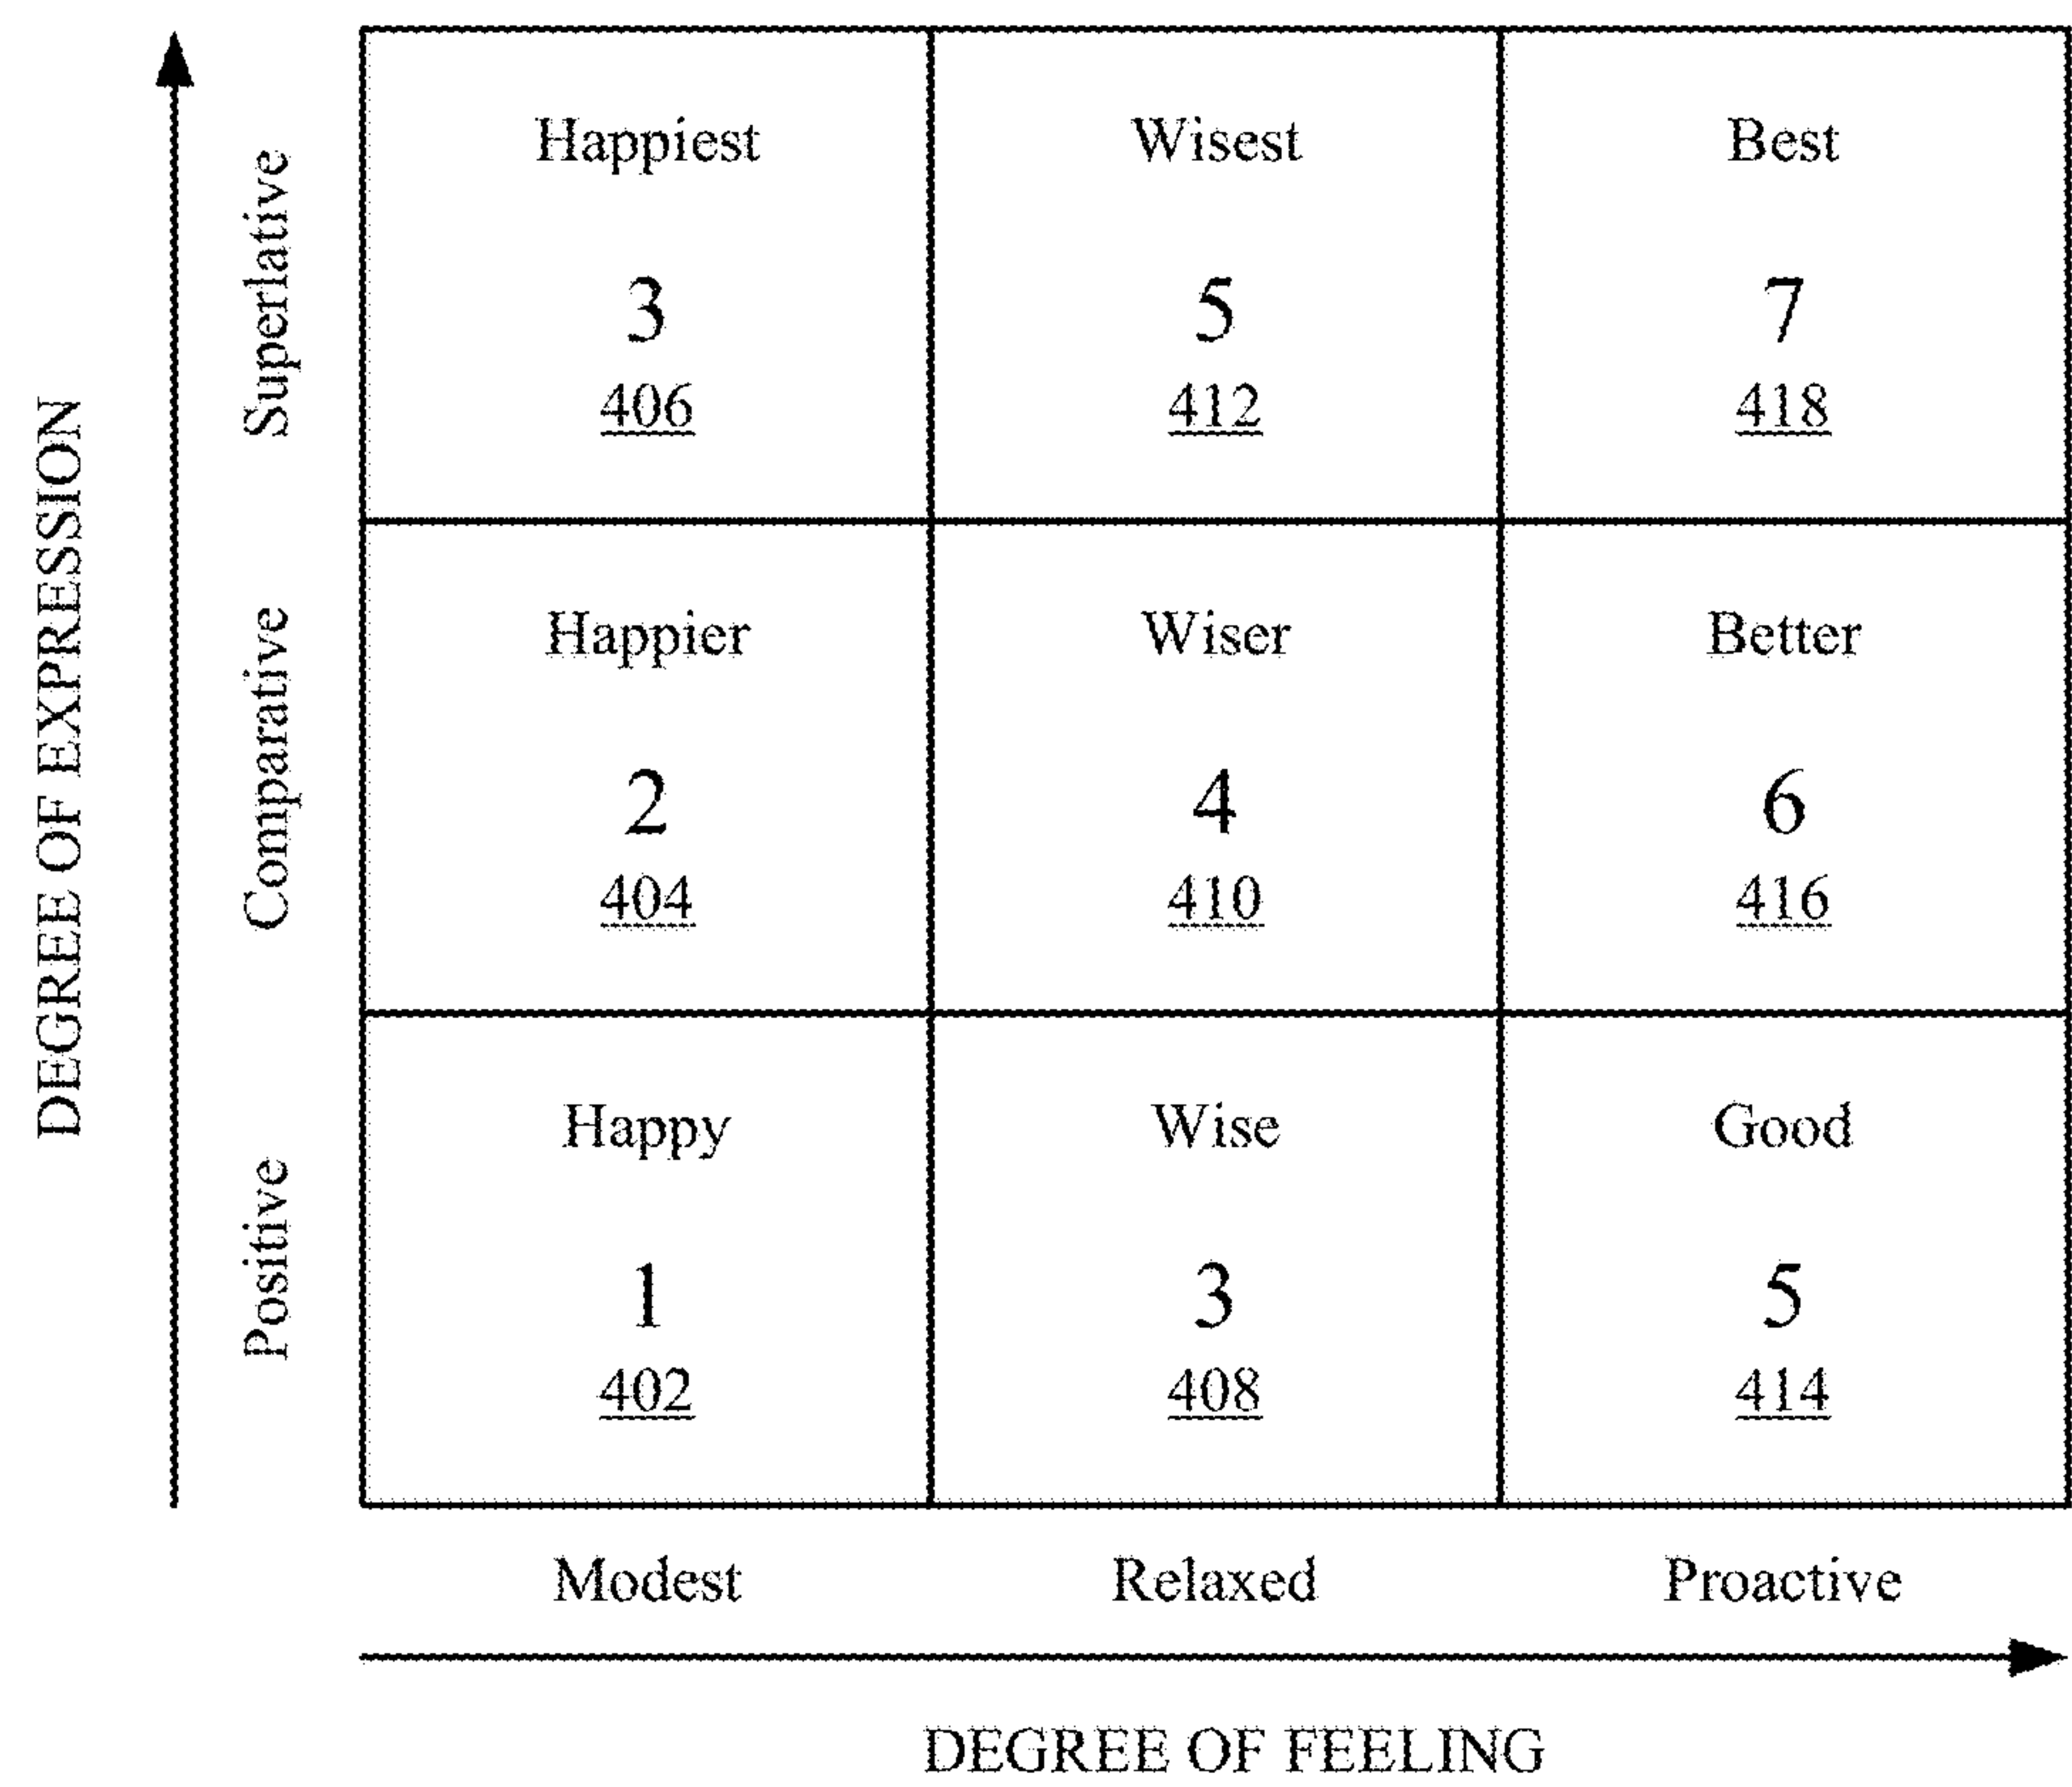 DEGREE OF EXPRESSION
Superlative
Happiest
3
406
Wisest
5
412
Best
7
418
Comparative
Happier
2
404
Wiser
4
410
Better
6
416
Positive
Happy
1
402
Wise
3
408
Good
5
414
Modest
Relaxed
Proactive
DEGREE OF FEELING